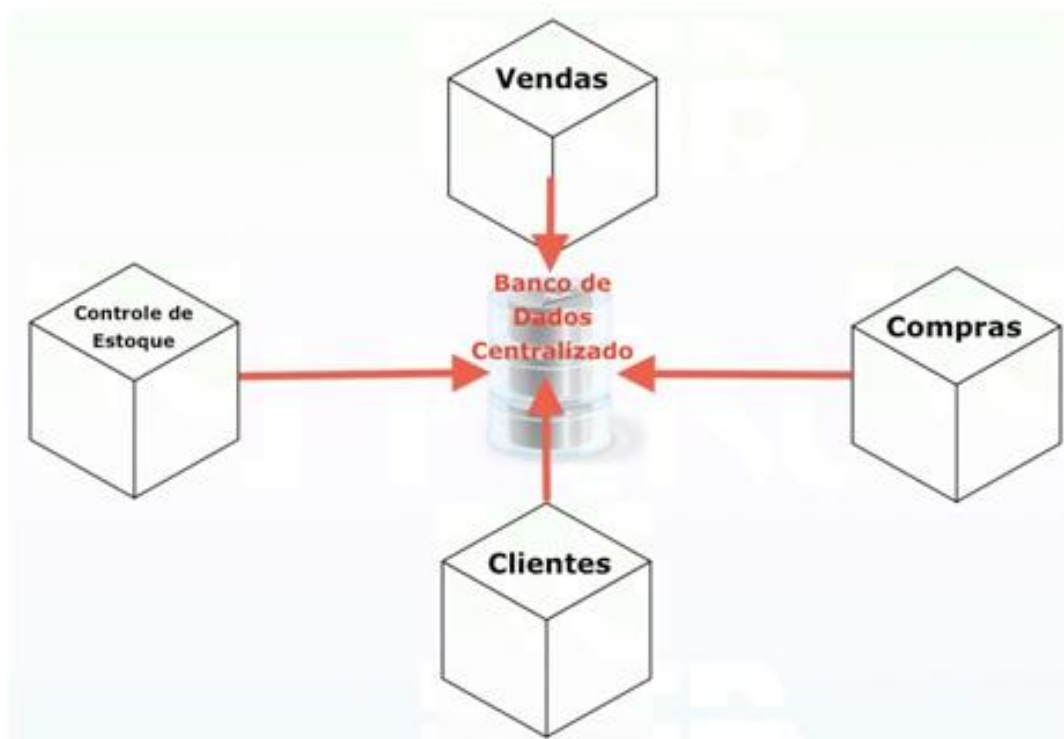 Vendas
Banco de
Dados
Centralizado
Controle de
Estoque
Compras
Clientes